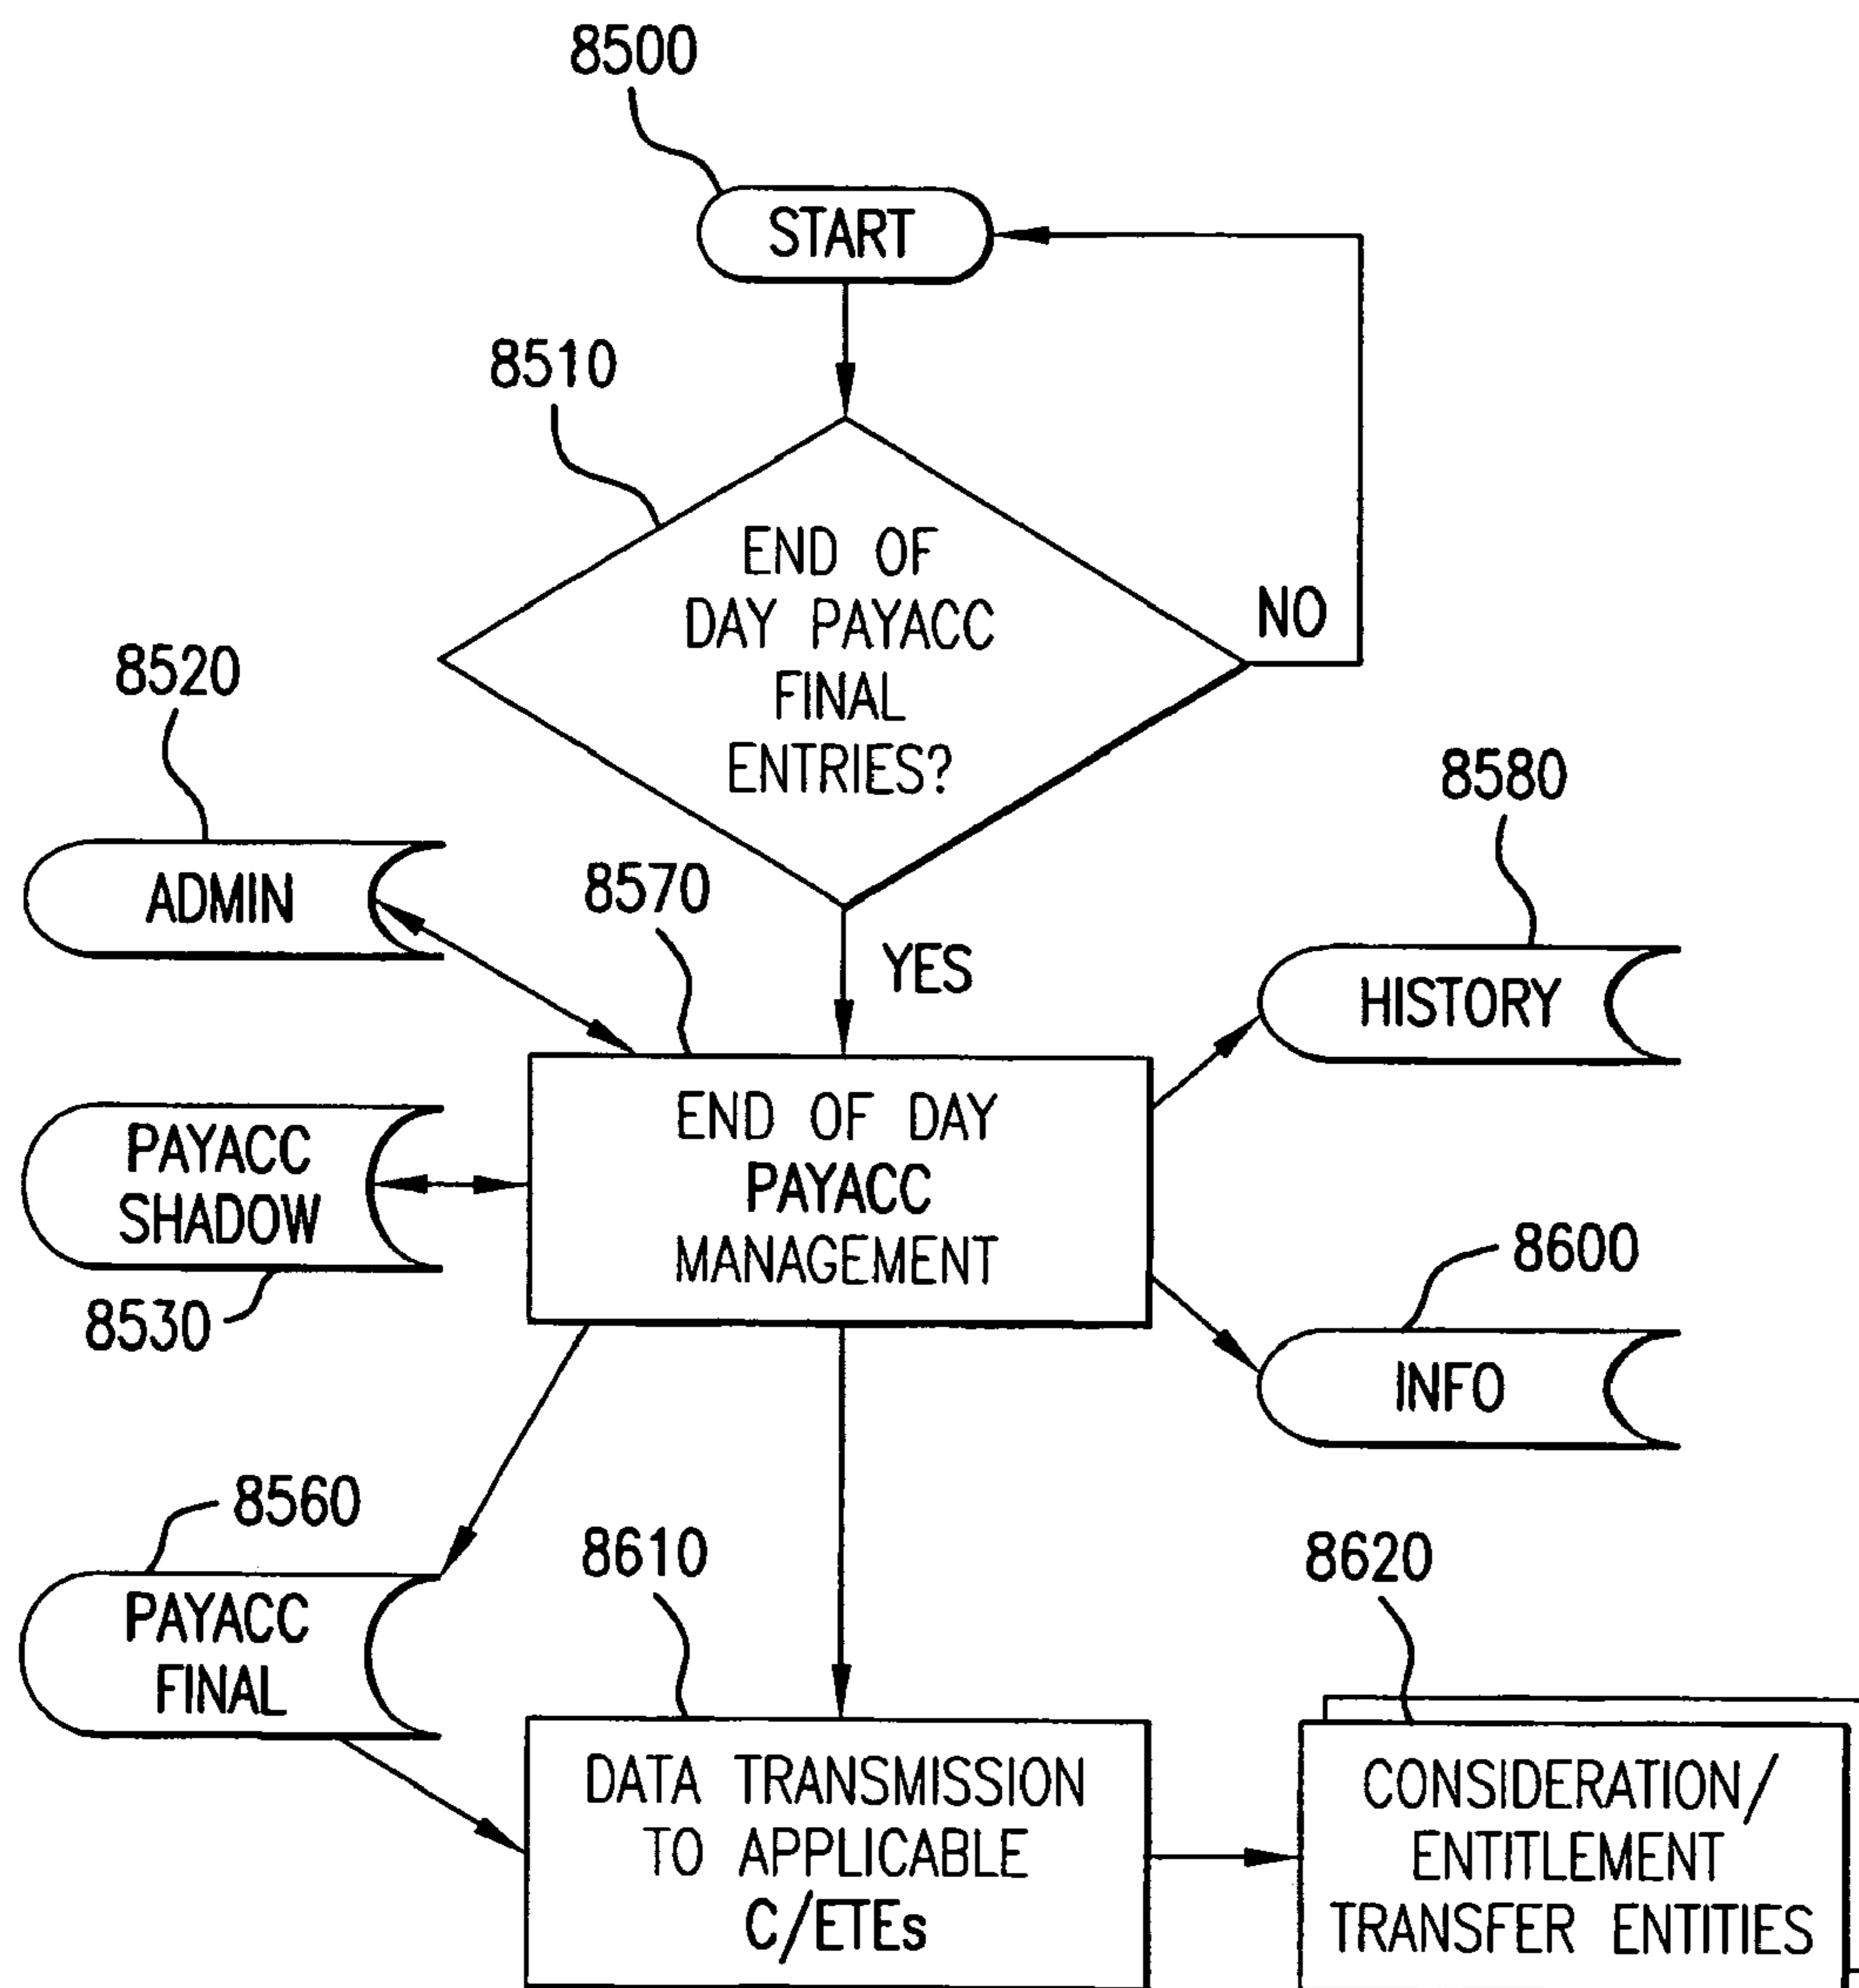 8500
START
8510
END OF
DAY PAYACC
FINAL
ENTRIES?
NO
8520
ADMIN
8570
YES
8580
HISTORY
PAYACC
SHADOW
8530
END OF DAY
PAYACC
MANAGEMENT
8600
INFO
8560
PAYACC
FINAL
8610
DATA TRANSMISSION
TO APPLICABLE
C/ETEs
8620
CONSIDERATION/
ENTITLEMENT
TRANSFER ENTITIES